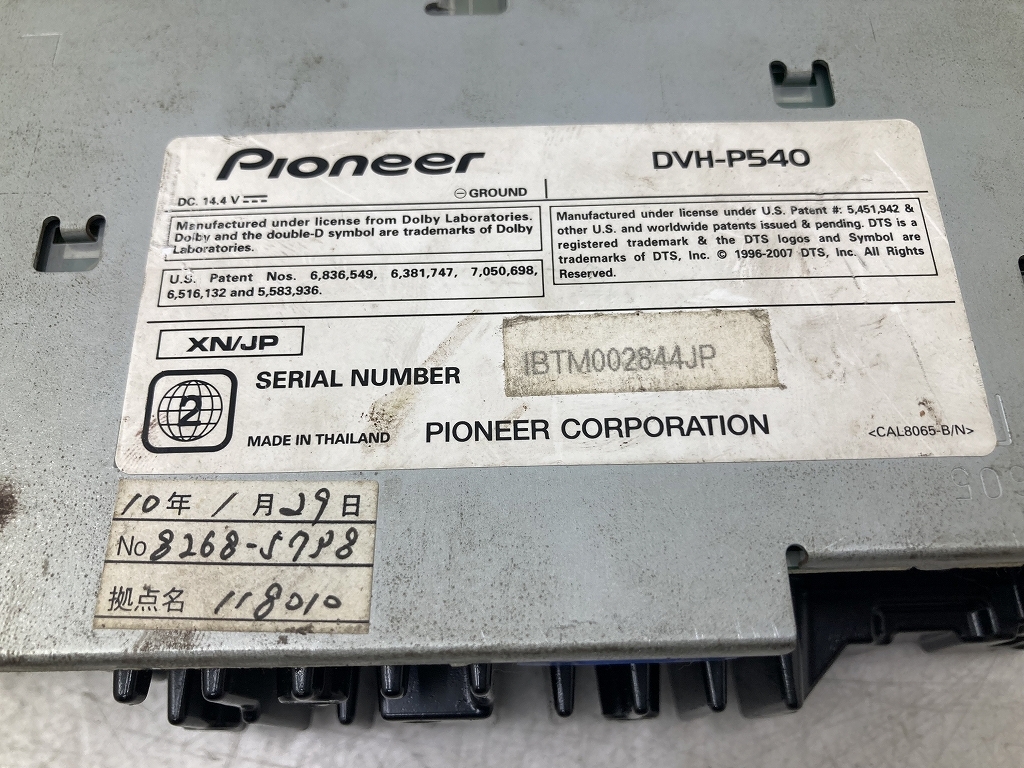 Pioneer
DVH-P540
DC. 14.4 V
GROUND
Manufactured under license from Dolby Laboratories.
Dolby and the double-D symbol are trademarks of Dolby
Laboratories.
U.S. Patent Nos. 6,836,549, 6,381,747, 7,050,698,
6,516,132 and 5,583,936.
Manufactured under license under U.S. Patent #: 5,451,942 &
other U.S. and worldwide patents issued & pending. DTS is a
registered trademark & the DTS logos and Symbol are
trademarks of DTS, Inc. © 1996-2007 DTS, Inc. All Rights
Reserved.
XN/JP
2
SERIAL NUMBER
IBTM002844JP
MADE IN THAILAND
PIONEER CORPORATION
<CAL8065-B/N>
10年 1月29日
No 8268-5788
拠点名 118010